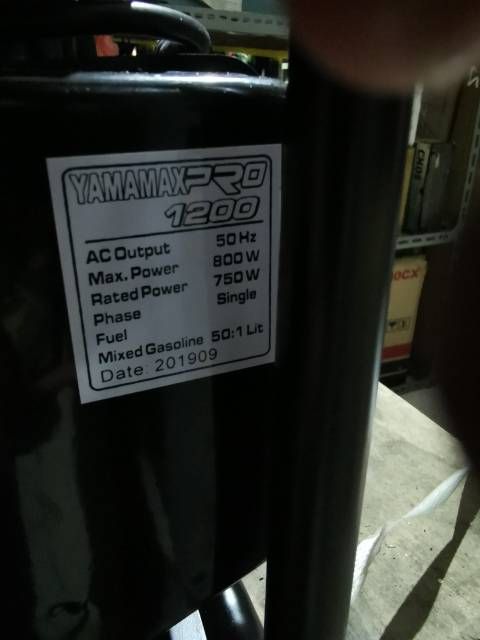 YAMAMAXPRO
1200
AC Output 50 Hz
Max. Power 800 W
Rated Power 750 W
Phase Single
Fuel
Mixed Gasoline 50:1 Lit
Date: 201909